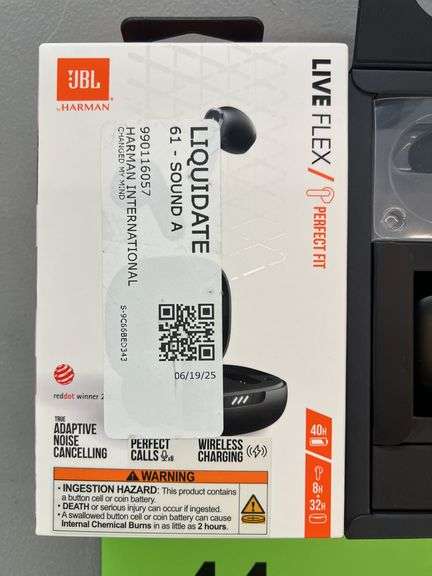 JBL
by HARMAN
LIVE FLEX / PERFECT FIT
LIQUIDATE
61 - SOUND A
990116057
HARMAN INTERNATIONAL
CHANGED MY MIND
S-9C66BED343
06/19/25
reddot winner 2
TRUE
ADAPTIVE
NOISE
CANCELLING
PERFECT
CALLS x6
WIRELESS
CHARGING
40H
8H
+
32H
WARNING
• INGESTION HAZARD: This product contains
a button cell or coin battery.
• DEATH or serious injury can occur if ingested.
• A swallowed button cell or coin battery can cause
Internal Chemical Burns in as little as 2 hours.